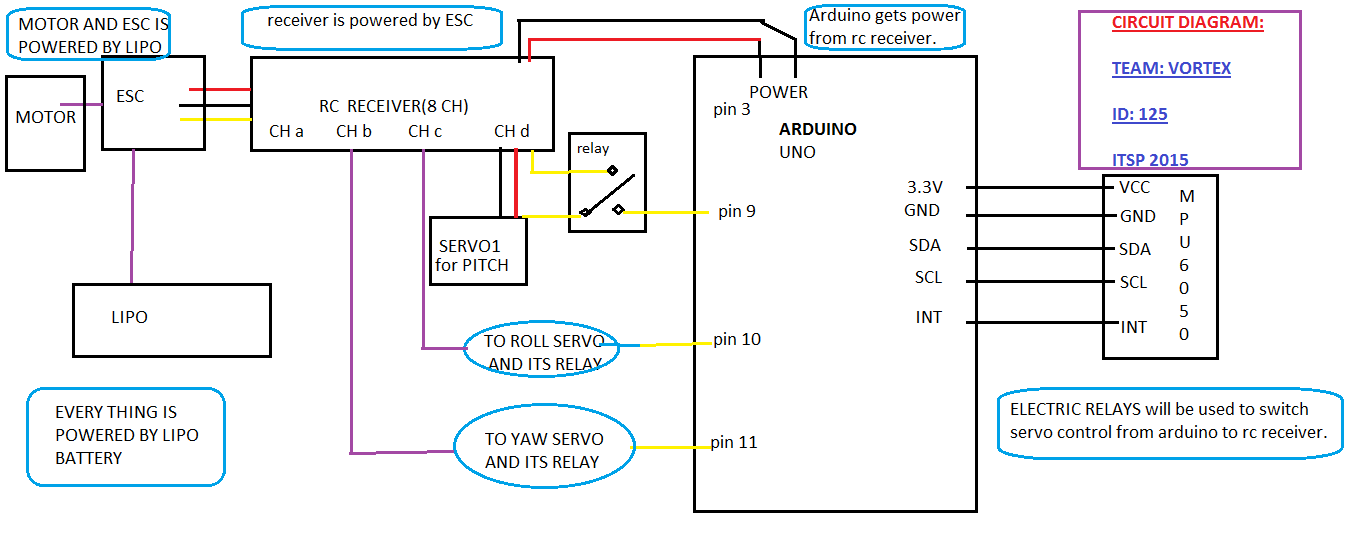 MOTOR AND ESC IS
POWERED BY LIPO
receiver is powered by ESC
Arduino gets power
from rc receiver.
CIRCUIT DIAGRAM:
TEAM: VORTEX
ID: 125
ITSP 2015
MOTOR
ESC
RC RECEIVER(8 CH)
CH a
CH b
CH c
CH d
relay
POWER
pin 3
ARDUINO
UNO
pin 9
3.3V
GND
SDA
SCL
INT
VCC
GND
SDA
SCL
INT
M
P
U
6
0
5
0
SERVO1
for PITCH
LIPO
TO ROLL SERVO
AND ITS RELAY
pin 10
TO YAW SERVO
AND ITS RELAY
pin 11
EVERY THING IS
POWERED BY LIPO
BATTERY
ELECTRIC RELAYS will be used to switch
servo control from arduino to rc receiver.